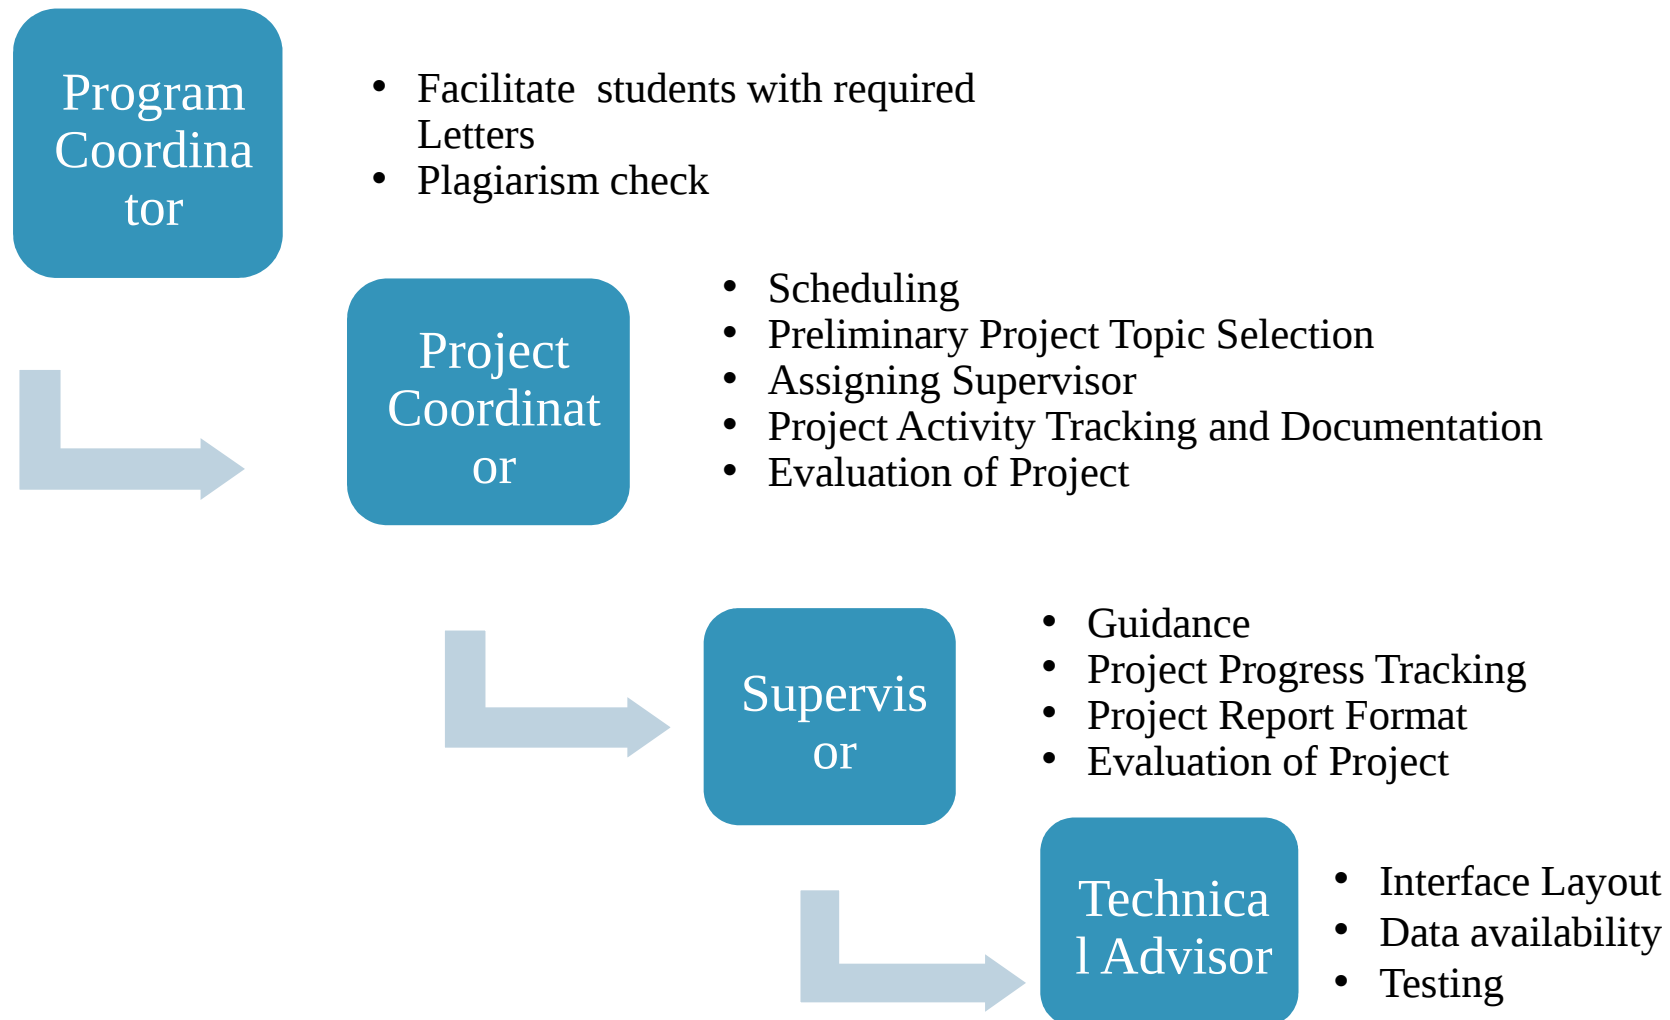 Program
Coordina
tor
• Facilitate  students with required
Letters
• Plagiarism check
Project
Coordinat
or
• Scheduling
• Preliminary Project Topic Selection
• Assigning Supervisor
• Project Activity Tracking and Documentation
• Evaluation of Project
Supervis
or
• Guidance
• Project Progress Tracking
• Project Report Format
• Evaluation of Project
Technica
l Advisor
• Interface Layout
• Data availability
• Testing